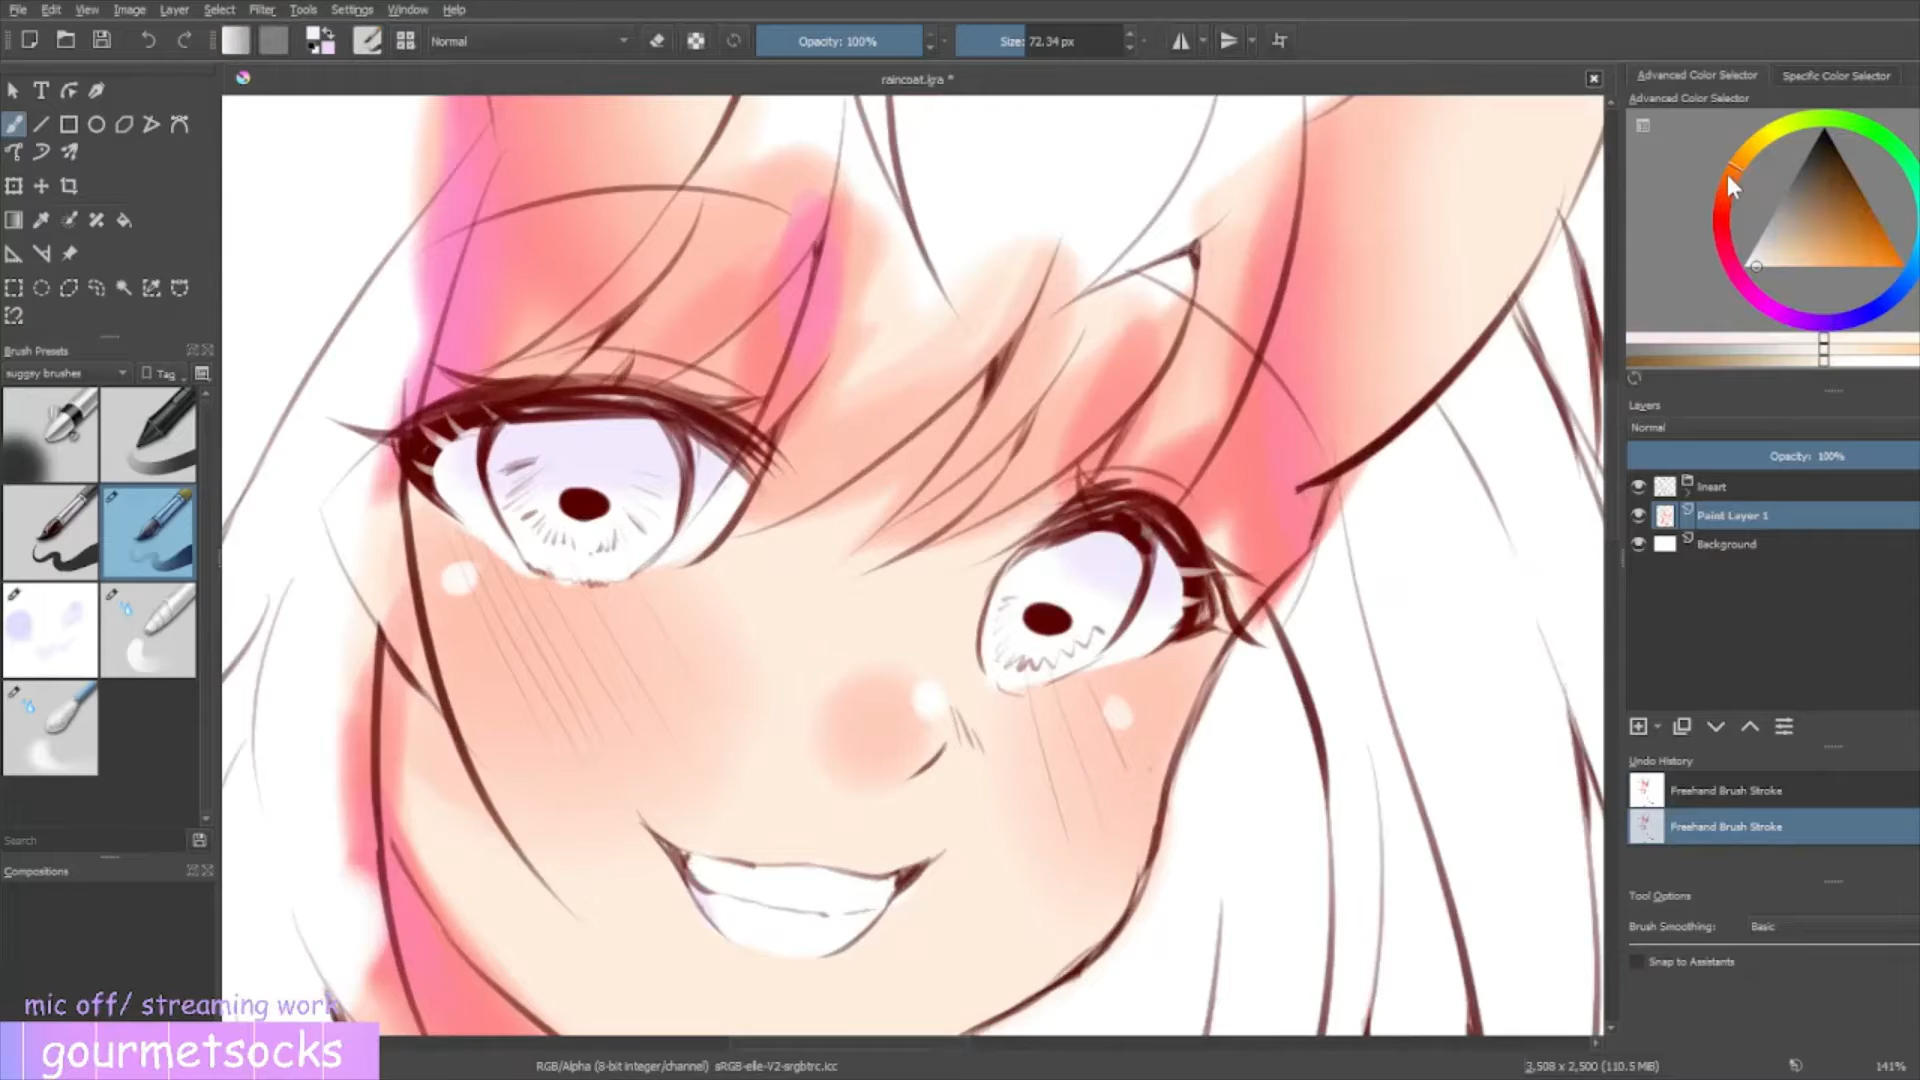 File Edit View Image Layer Select Filter Tools Settings Window Help
Normal Opacity: 100% Size: 72.34 px
raincoat.kra *
Advanced Color Selector Specific Color Selector
Advanced Color Selector
Brush Presets
suggsy brushes Tag
Search
Compositions
Layers
Normal
Opacity: 100%
lineart
Paint Layer 1
Background
Undo History
Freehand Brush Stroke
Freehand Brush Stroke
Tool Options
Brush Smoothing: Basic
Snap to Assistants
mic off/ streaming work
gourmetsocks
RGB/Alpha (8-bit integer/channel) sRGB-elle-V2-srgbtrc.icc
3,508 x 2,500 (110.5 MiB)
141%